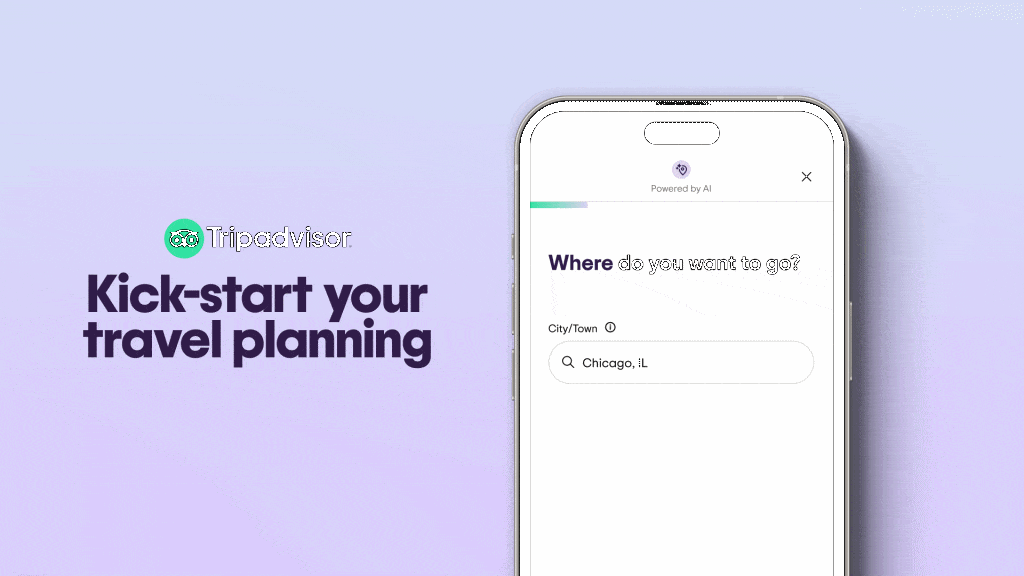 Tripadvisor
Kick-start your
travel planning
Powered by AI
Where do you want to go?
City/Town
Chicago, IL